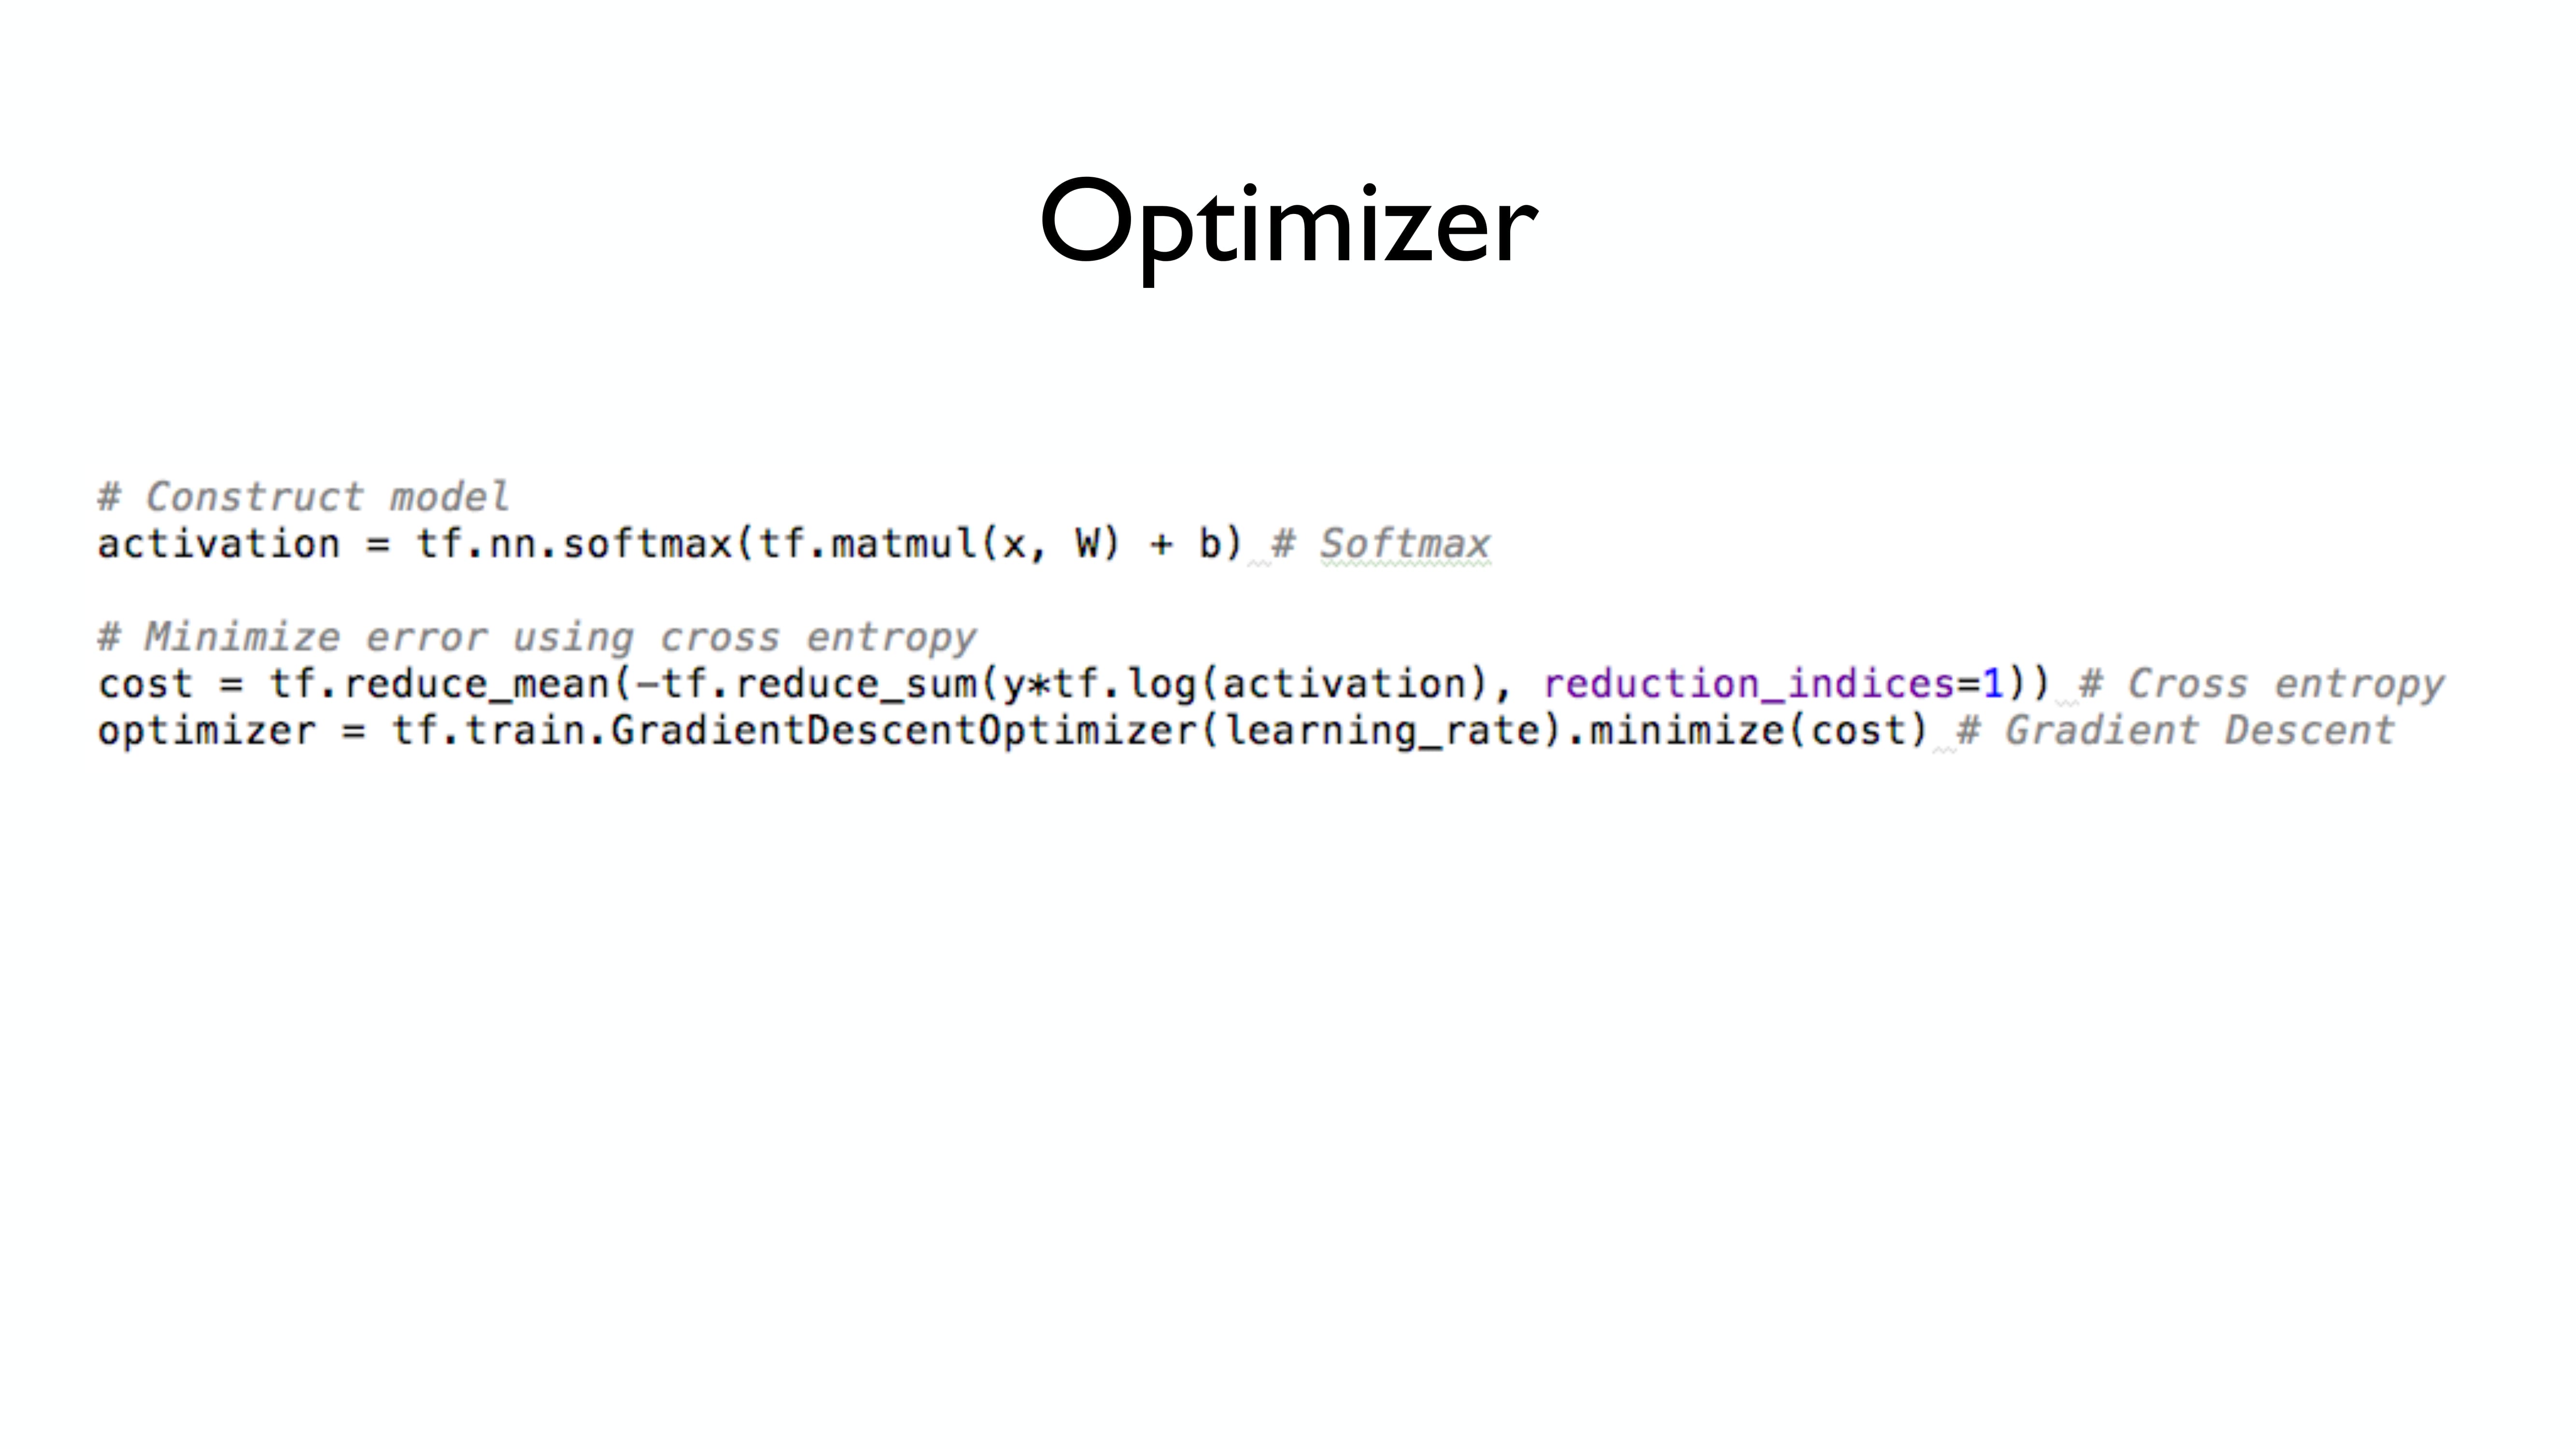 Optimizer
# Construct model
activation = tf.nn.softmax(tf.matmul(x, W) + b) # Softmax
# Minimize error using cross entropy
cost = tf.reduce_mean(-tf.reduce_sum(y*tf.log(activation), reduction_indices=1)) # Cross entropy
optimizer = tf.train.GradientDescentOptimizer(learning_rate).minimize(cost) # Gradient Descent